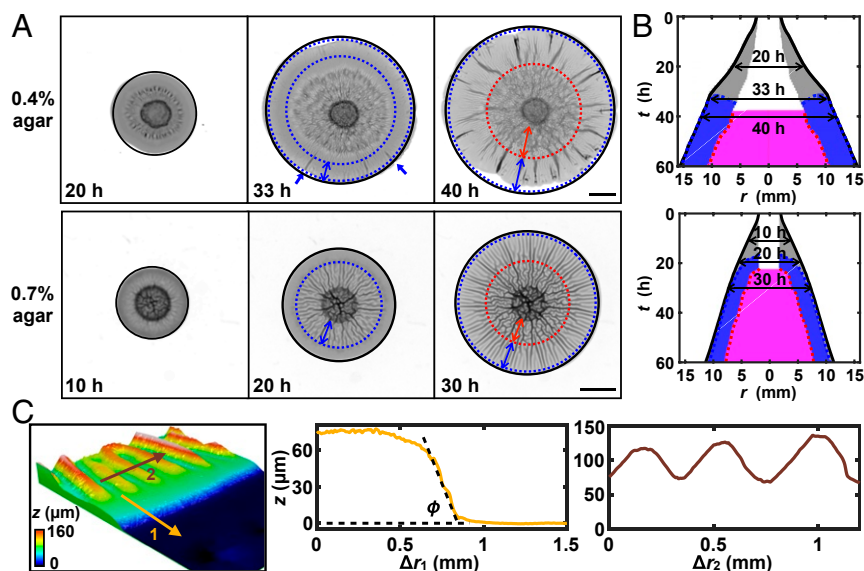 A
B
0.4%
agar
20 h
33 h
40 h
0.7%
agar
10 h
20 h
30 h
0
20
40
60
t (h)
20 h
33 h
40 h
15 10 5 0 5 10 15
r (mm)
0
20
40
60
t (h)
10 h
20 h
30 h
15 10 5 0 5 10 15
r (mm)
C
2
1
z (μm)
160
0
z (μm)
60
30
0
ϕ
0 0.5 1 1.5
Δr₁ (mm)
150
100
50
0
0 0.5 1
Δr₂ (mm)